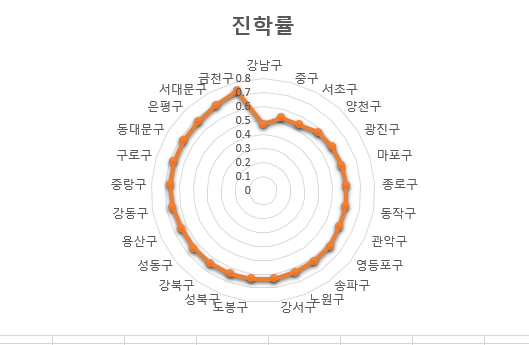 진학률
강남구
중구
서초구
양천구
광진구
마포구
종로구
동작구
관악구
영등포구
송파구
노원구
강서구
도봉구
성북구
강북구
성동구
용산구
강동구
중랑구
구로구
동대문구
은평구
서대문구
금천구
0.8
0.7
0.6
0.5
0.4
0.3
0.2
0.1
0